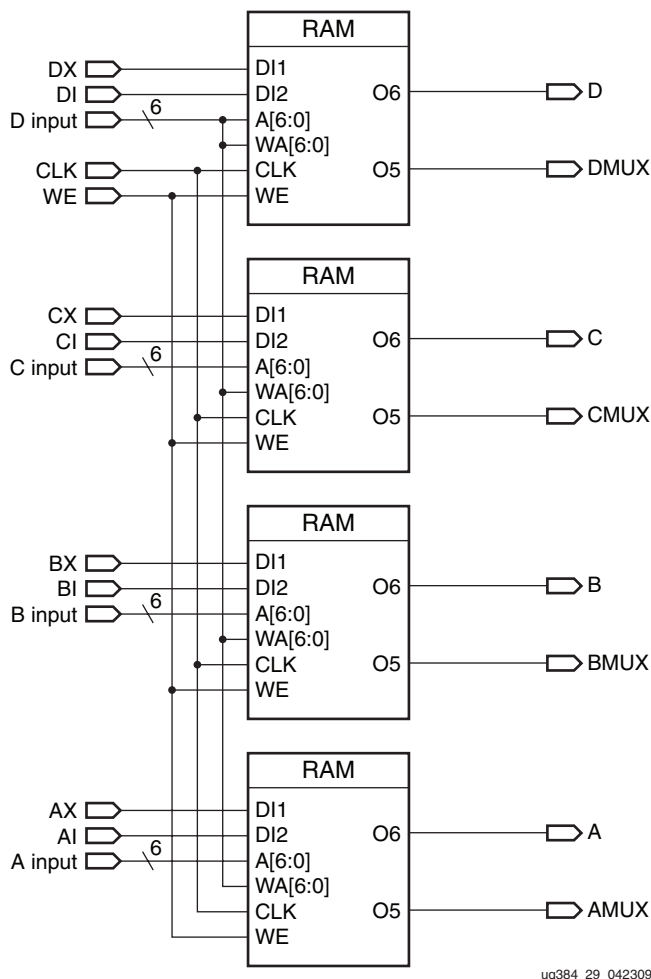 RAM
DX DI1
DI DI2 O6 D
D input 6 A[6:0]
WA[6:0]
CLK CLK O5 DMUX
WE WE
RAM
CX DI1
CI DI2 O6 C
C input 6 A[6:0]
WA[6:0]
CLK O5 CMUX
WE
RAM
BX DI1
BI DI2 O6 B
B input 6 A[6:0]
WA[6:0]
CLK O5 BMUX
WE
RAM
AX DI1
AI DI2 O6 A
A input 6 A[6:0]
WA[6:0]
CLK O5 AMUX
WE
ug384_29_042309